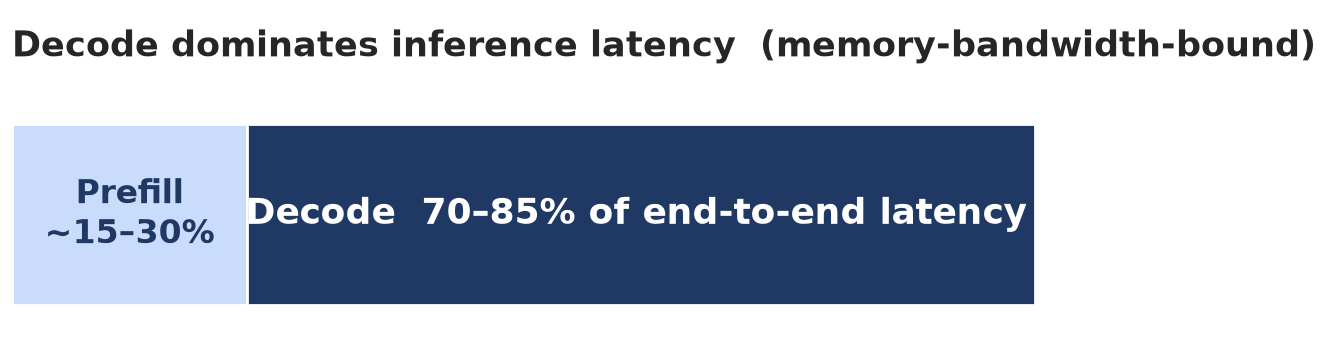 Decode dominates inference latency  (memory-bandwidth-bound)
Prefill
~15–30%
Decode  70–85% of end-to-end latency